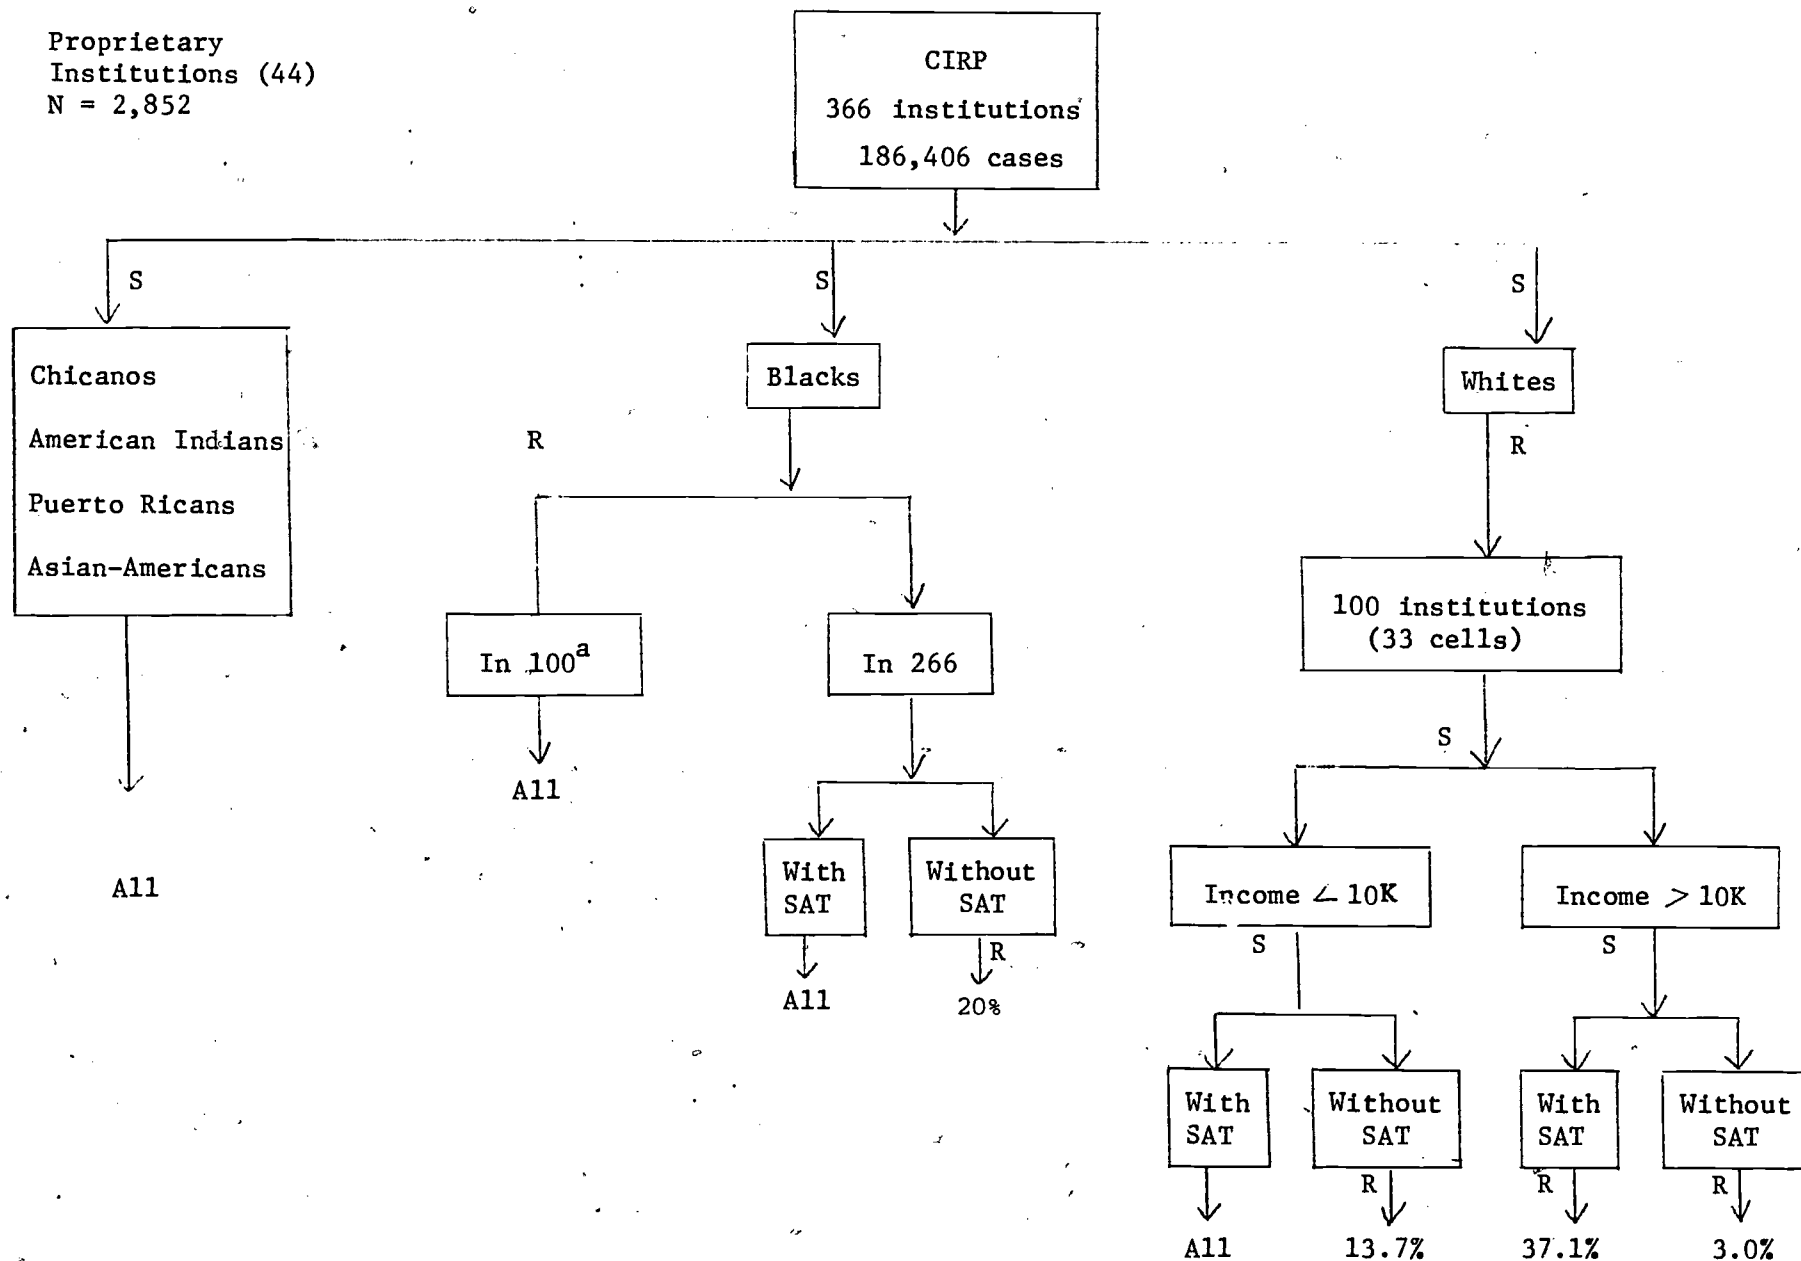 Proprietary
Institutions (44)
N = 2,852
CIRP
366 institutions
186,406 cases
S
S
S
Chicanos
American Indians
Puerto Ricans
Asian-Americans
Blacks
Whites
R
R
100 institutions
(33 cells)
In 100a
In 266
S
All
With
SAT
Without
SAT
Income < 10K
Income > 10K
All
R
S
S
All
20%
With
SAT
Without
SAT
With
SAT
Without
SAT
R
R
R
All
13.7%
37.1%
3.0%